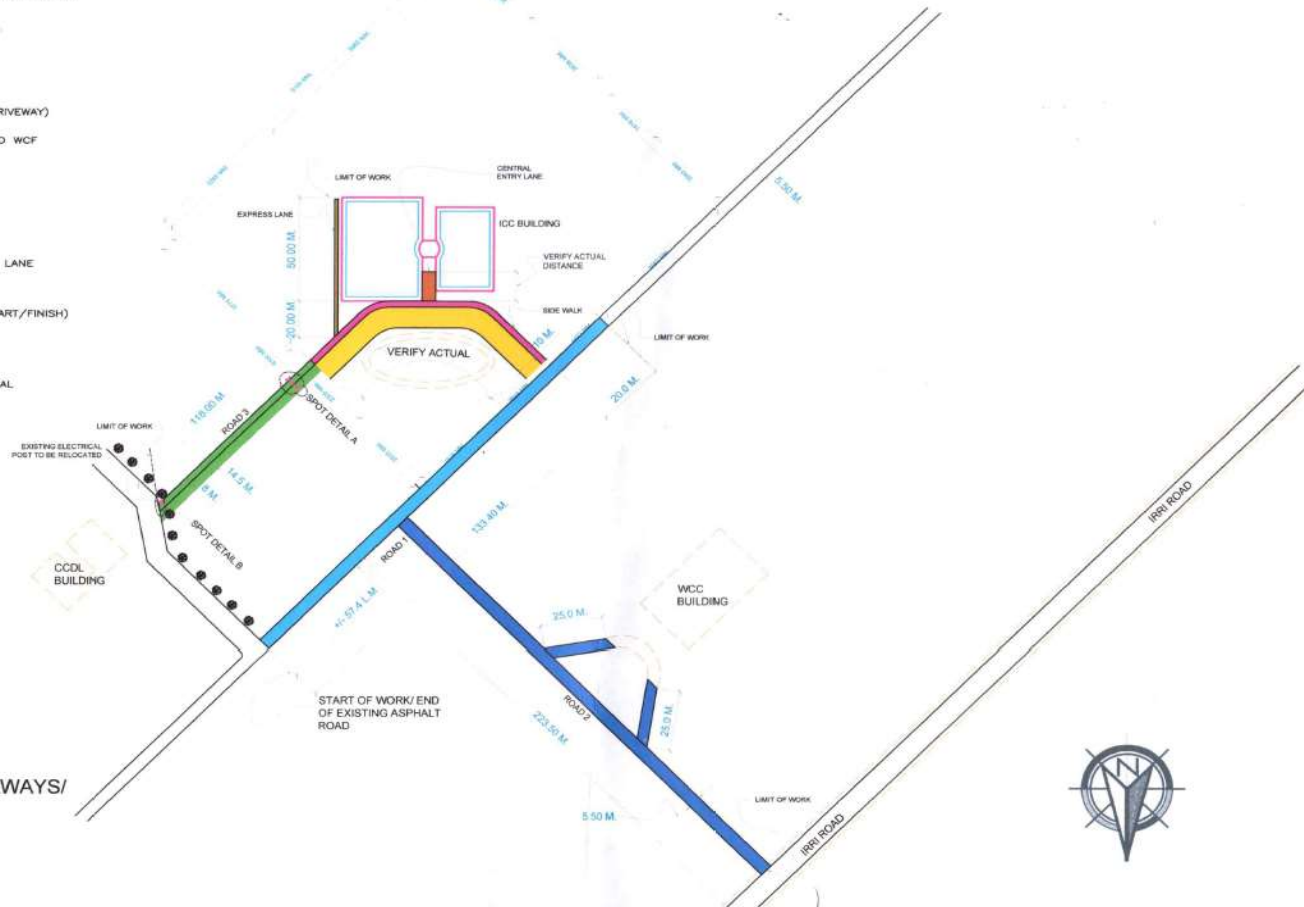 RIVEWAY)
WCF
LANE
ART/FINISH)
AL
WAYS/
LIMIT OF WORK
CENTRAL
ENTRY LANE
EXPRESS LANE
ICC BUILDING
50.00 M.
VERIFY ACTUAL
DISTANCE
20.00 M.
SIDE WALK
10 M.
VERIFY ACTUAL
5.50 M.
LIMIT OF WORK
20.0 M.
118.00 M.
ROAD 3
SPOT DETAIL A
LIMIT OF WORK
EXISTING ELECTRICAL
POST TO BE RELOCATED
14.5 M.
8 M.
SPOT DETAIL B
CCDL
BUILDING
133.40 M.
ROAD 1
+/- 57.4 L.M.
WCC
BUILDING
25.0 M.
START OF WORK/ END
OF EXISTING ASPHALT
ROAD
ROAD 2
25.0 M.
223.50 M.
5.50 M.
LIMIT OF WORK
IRRI ROAD
IRRI ROAD
N